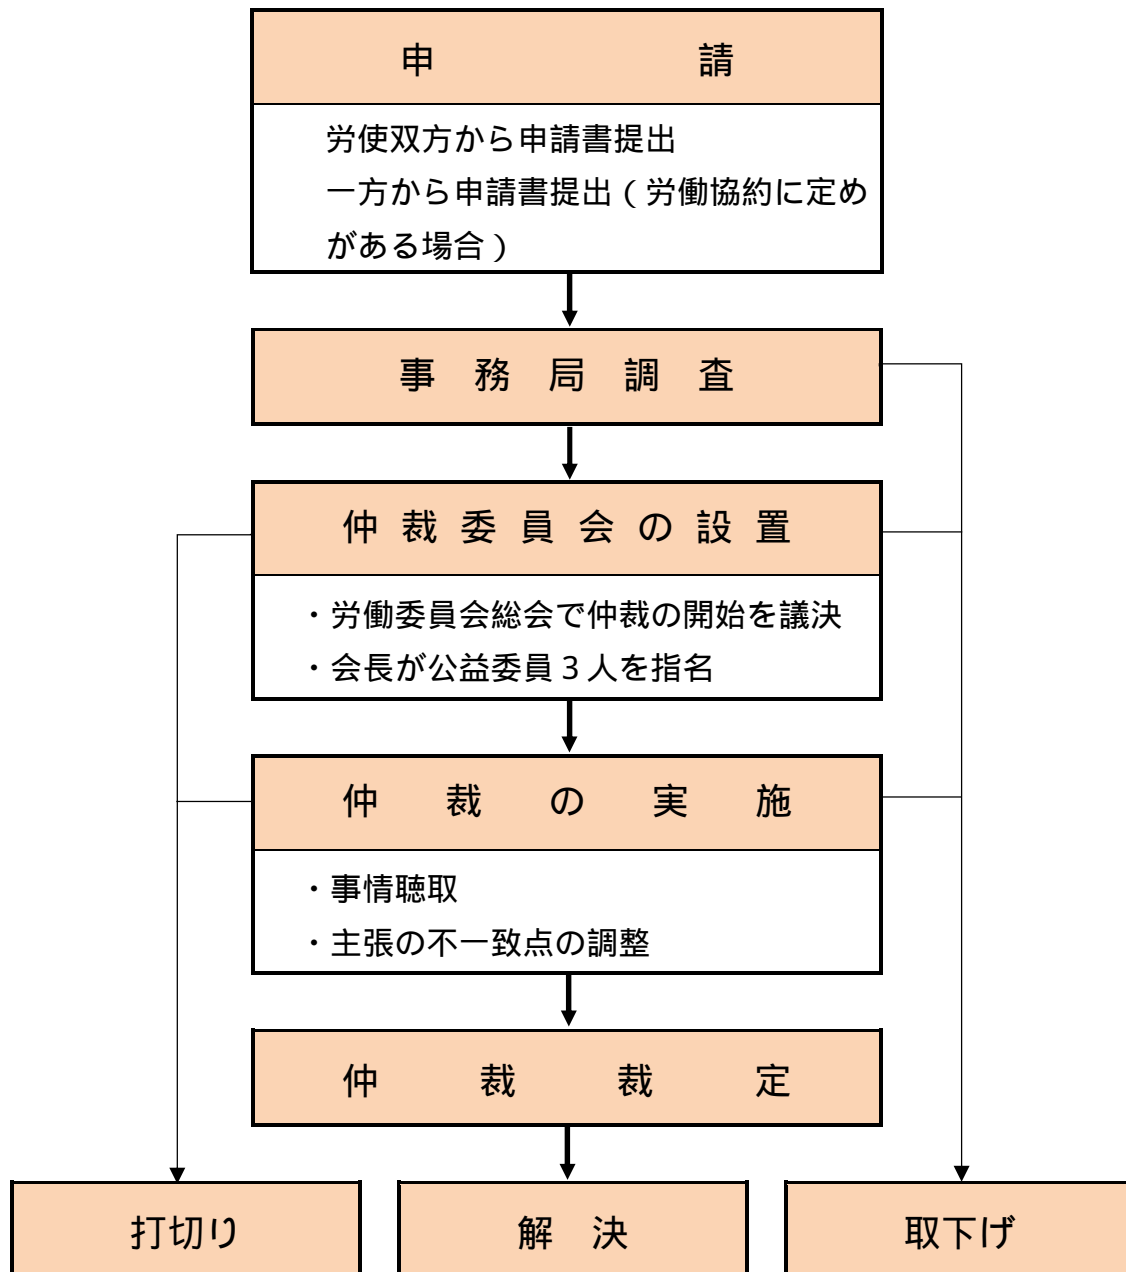 申請
労使双方から申請書提出
一方から申請書提出（労働協約に定め
がある場合）
事務局調査
仲裁委員会の設置
・労働委員会総会で仲裁の開始を議決
・会長が公益委員３人を指名
仲裁の実施
・事情聴取
・主張の不一致点の調整
仲裁裁定
打切り
解決
取下げ